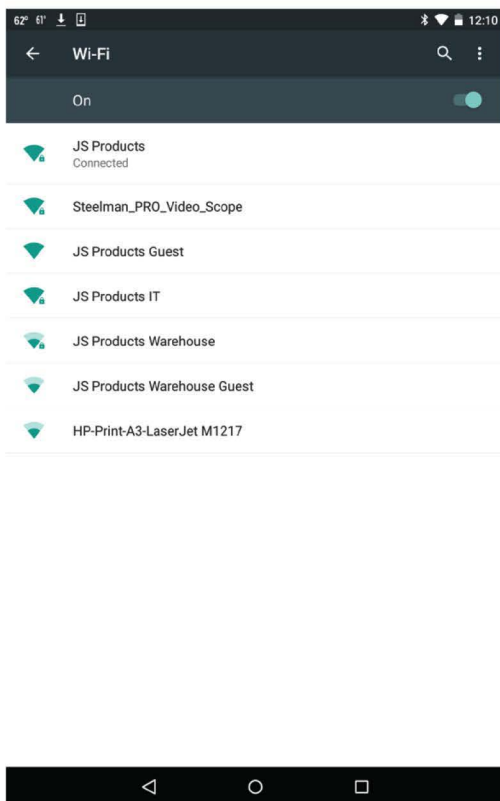 62° 61° 12:10
Wi-Fi
On
JS Products
Connected
Steelman_PRO_Video_Scope
JS Products Guest
JS Products IT
JS Products Warehouse
JS Products Warehouse Guest
HP-Print-A3-LaserJet M1217